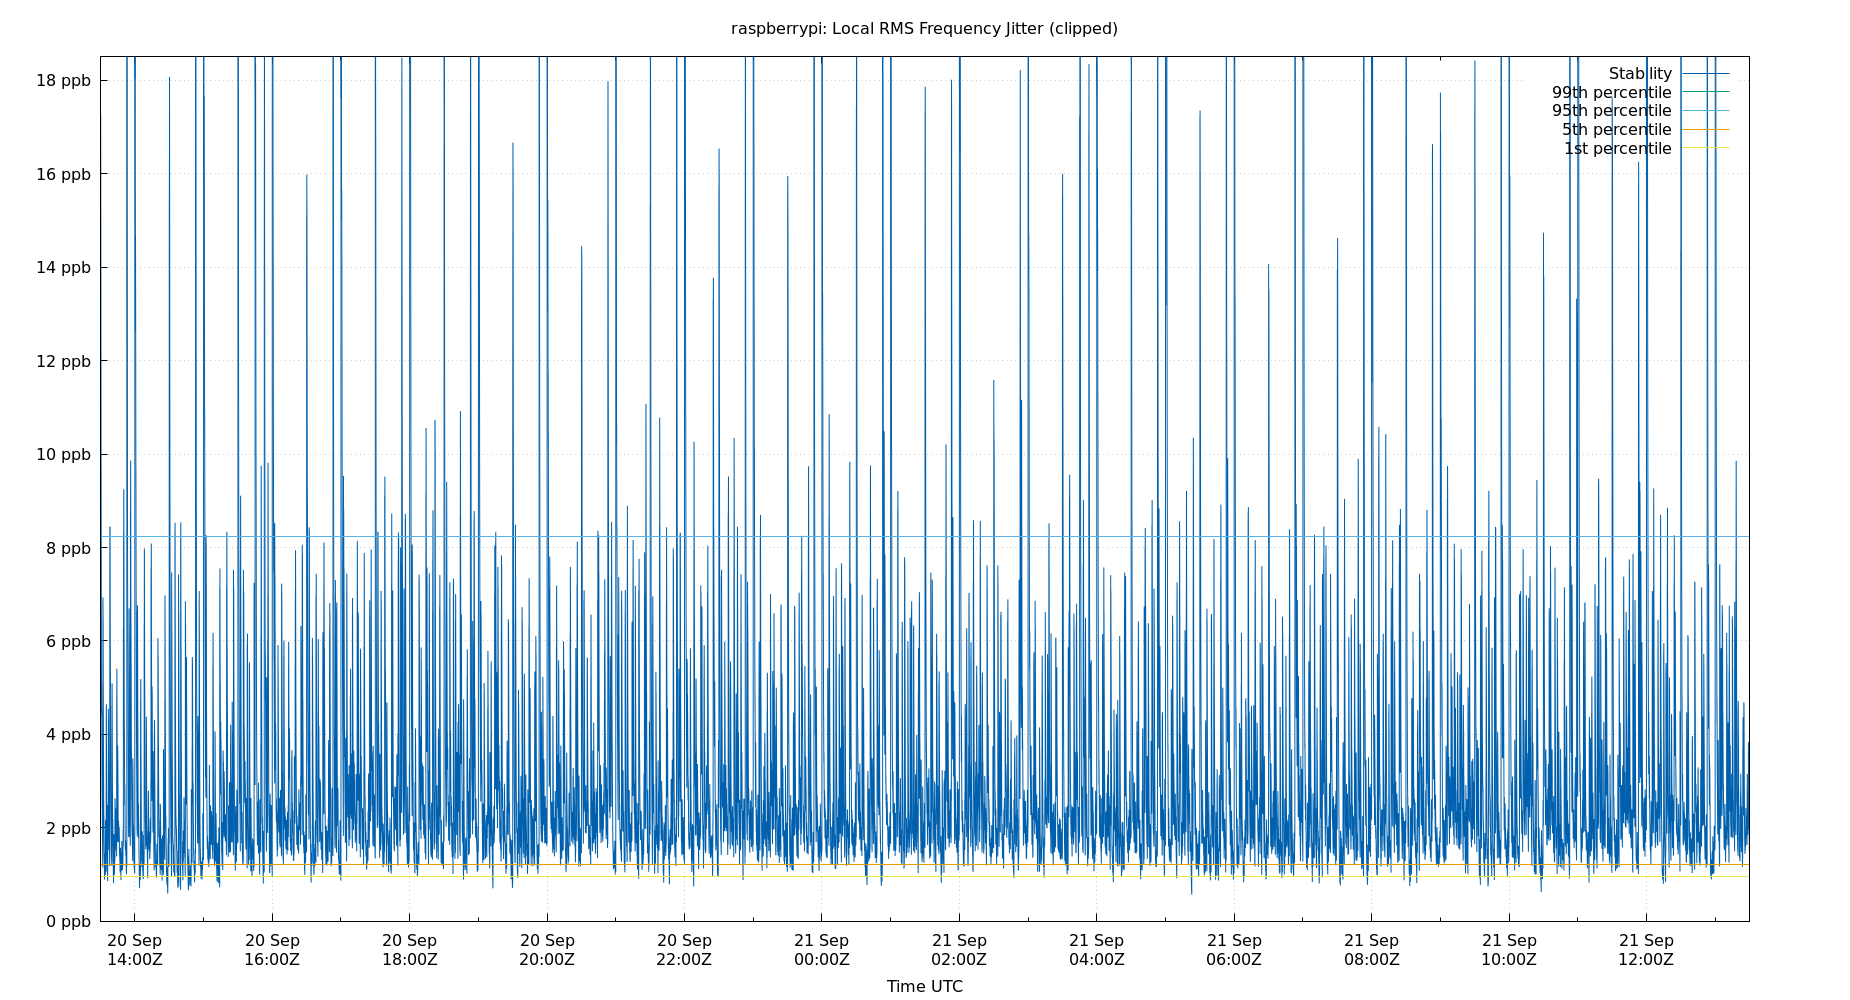 raspberrypi: Local RMS Frequency Jitter (clipped)
18 ppb
16 ppb
14 ppb
12 ppb
10 ppb
8 ppb
6 ppb
4 ppb
2 ppb
0 ppb
Stability
99th percentile
95th percentile
5th percentile
1st percentile
20 Sep 20 Sep 20 Sep 20 Sep 20 Sep 21 Sep 21 Sep 21 Sep 21 Sep 21 Sep 21 Sep 21 Sep
14:00Z 16:00Z 18:00Z 20:00Z 22:00Z 00:00Z 02:00Z 04:00Z 06:00Z 08:00Z 10:00Z 12:00Z
Time UTC